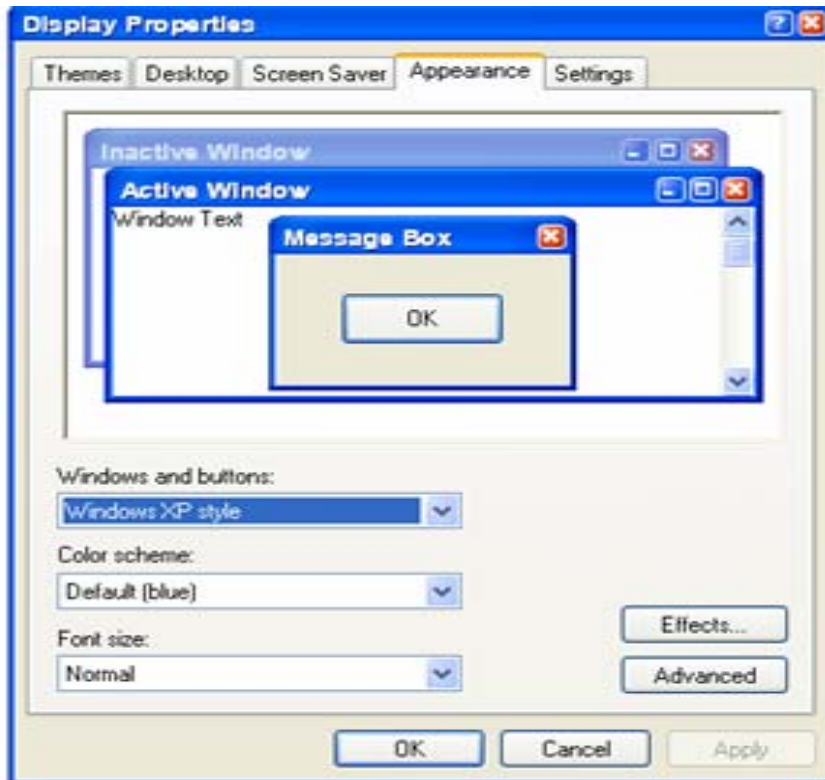 Display Properties
Themes Desktop Screen Saver Appearance Settings
Inactive Window
Active Window
Window Text
Message Box
OK
Windows and buttons:
Windows XP style
Color scheme:
Default (blue)
Effects...
Font size:
Normal
Advanced
OK Cancel Apply